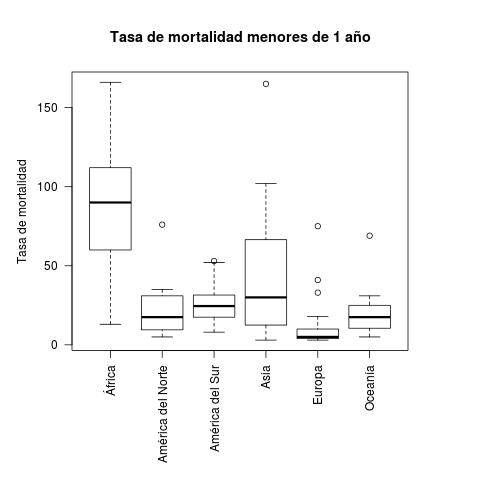 Tasa de mortalidad menores de 1 año
Tasa de mortalidad
150
100
50
0
África
América del Norte
América del Sur
Asia
Europa
Oceanía